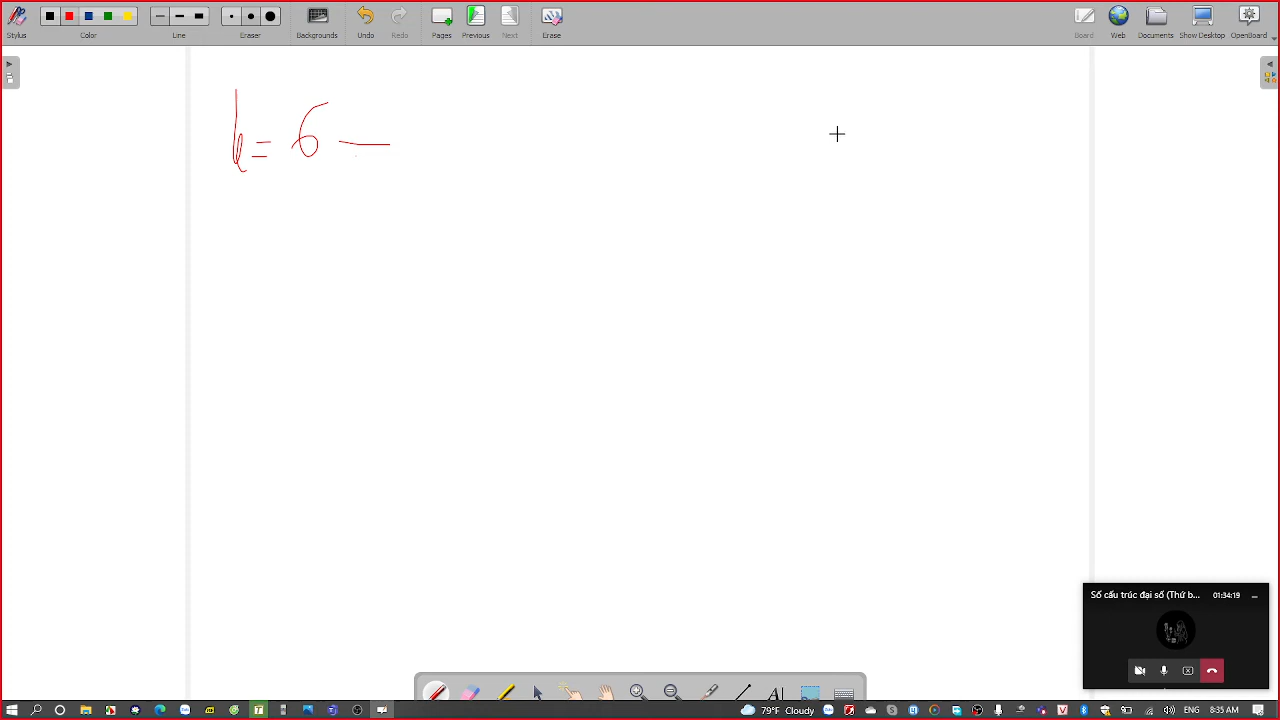 Stylus Color Line Eraser Backgrounds Undo Redo Pages Previous Next Erase Board Web Documents Show Desktop OpenBoard
= 6 —
Số cấu trúc đại số (Thứ b... 01:34:19
79°F Cloudy ENG 8:35 AM